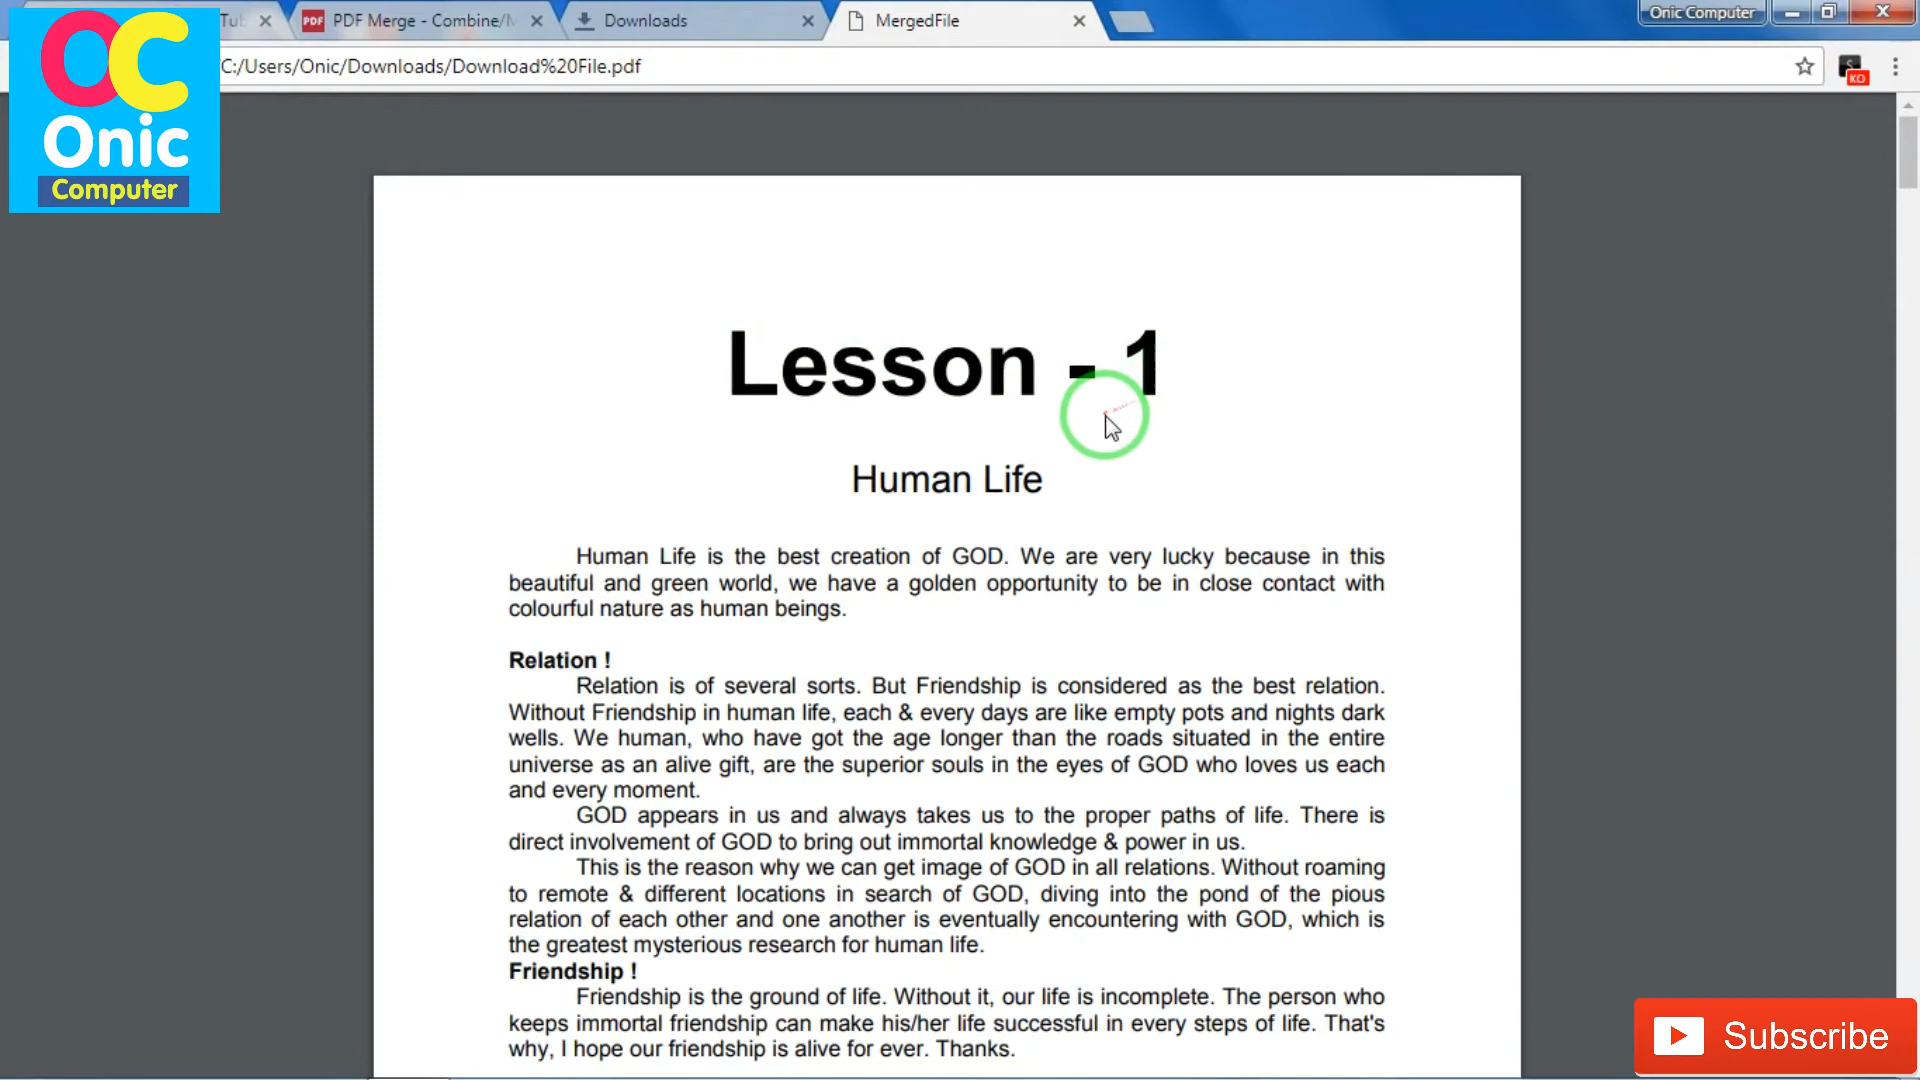 Tub
PDF Merge - Combine/M
Downloads
MergedFile
Onic Computer
C:/Users/Onic/Downloads/Download%20File.pdf
KO
OC
Onic
Computer
Lesson - 1
Human Life
Human Life is the best creation of GOD. We are very lucky because in this
beautiful and green world, we have a golden opportunity to be in close contact with
colourful nature as human beings.
Relation !
Relation is of several sorts. But Friendship is considered as the best relation.
Without Friendship in human life, each & every days are like empty pots and nights dark
wells. We human, who have got the age longer than the roads situated in the entire
universe as an alive gift, are the superior souls in the eyes of GOD who loves us each
and every moment.
GOD appears in us and always takes us to the proper paths of life. There is
direct involvement of GOD to bring out immortal knowledge & power in us.
This is the reason why we can get image of GOD in all relations. Without roaming
to remote & different locations in search of GOD, diving into the pond of the pious
relation of each other and one another is eventually encountering with GOD, which is
the greatest mysterious research for human life.
Friendship !
Friendship is the ground of life. Without it, our life is incomplete. The person who
keeps immortal friendship can make his/her life successful in every steps of life. That's
why, I hope our friendship is alive for ever. Thanks.
Subscribe